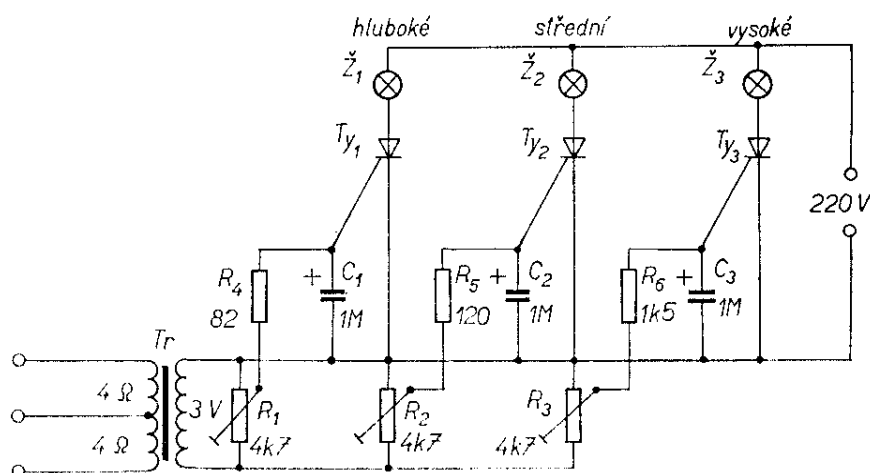 hluboké
střední
vysoké
Ž1
Ž2
Ž3
Ty1
Ty2
Ty3
220V
R4
82
+
C1
1M
R5
120
+
C2
1M
R6
1k5
+
C3
1M
Tr
4 Ω
4 Ω
3 V
R1
4k7
R2
4k7
R3
4k7